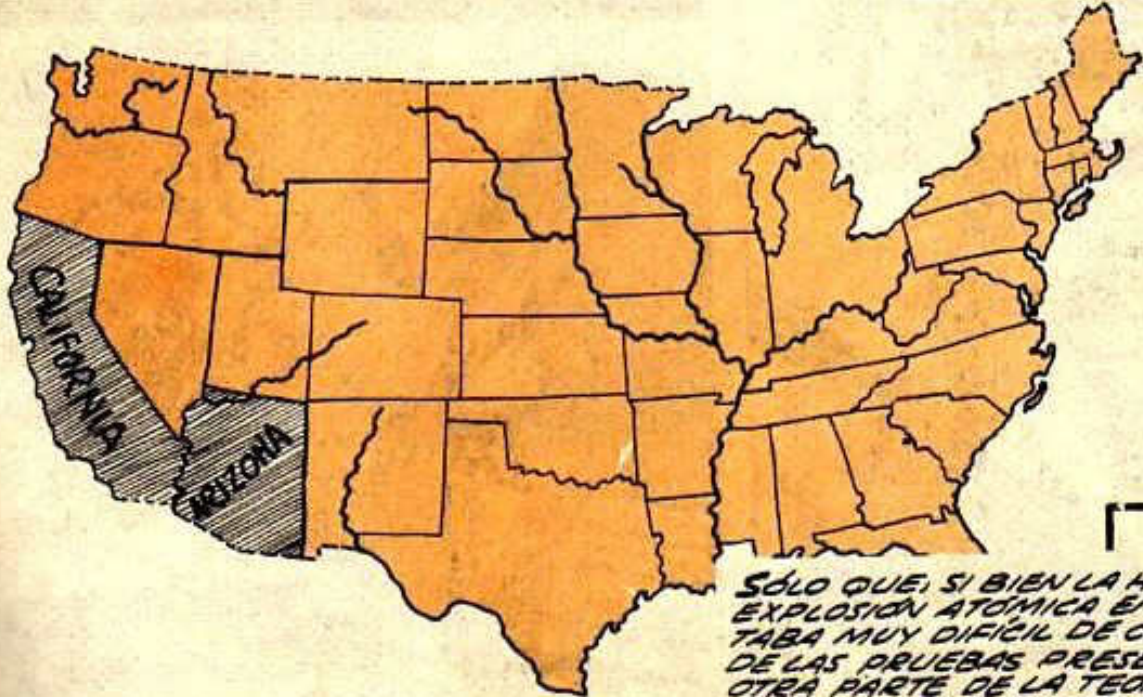 CALIFORNIA
ARIZONA
SÓLO QUE, SI BIEN LA
EXPLOSIÓN ATÓMICA
TABA MUY DIFÍCIL DE
DE LAS PRUEBAS
OTRA PARTE DE LA